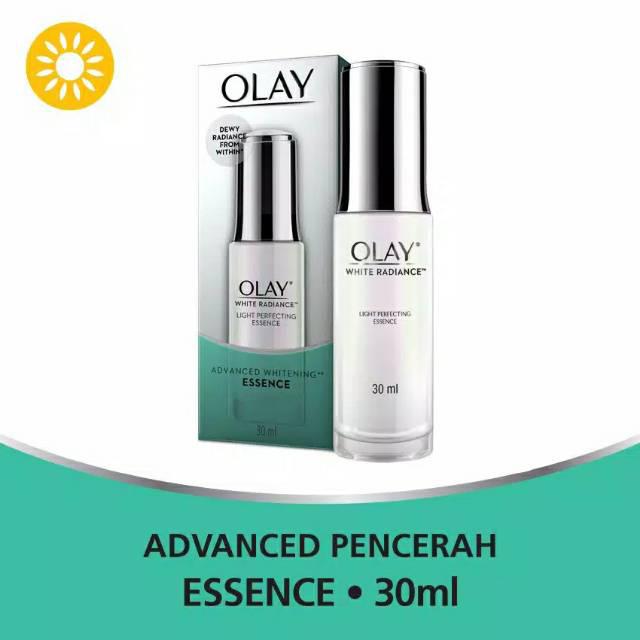 OLAY
DEWY
RADIANCE
FROM
WITHIN*
OLAY®
WHITE RADIANCE™
LIGHT PERFECTING
ESSENCE
ADVANCED WHITENING**
ESSENCE
30 ml
OLAY®
WHITE RADIANCE™
LIGHT PERFECTING
ESSENCE
30 ml
ADVANCED PENCERAH
ESSENCE • 30ml